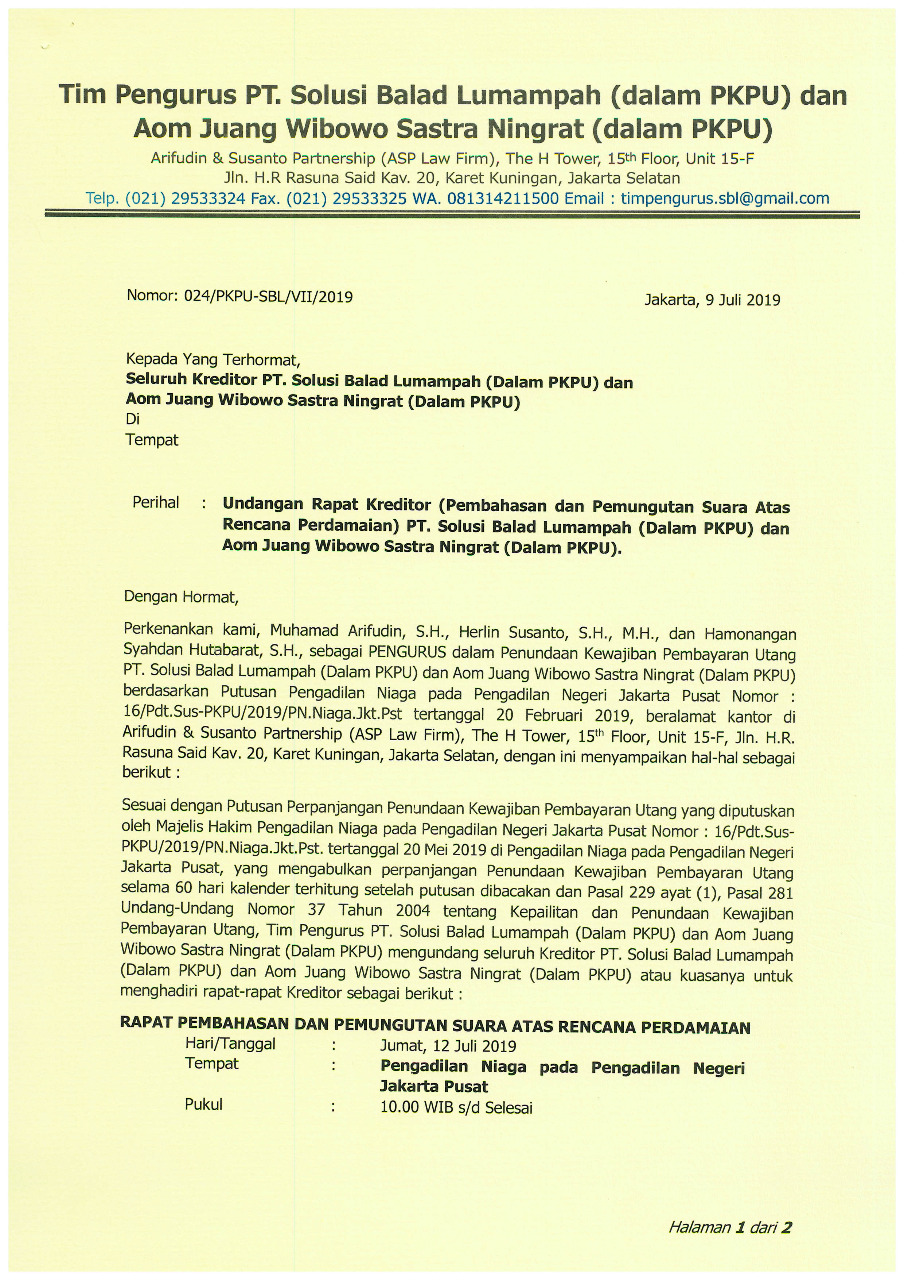 Tim Pengurus PT. Solusi Balad Lumampah (dalam PKPU) dan
Aom Juang Wibowo Sastra Ningrat (dalam PKPU)
Arifudin & Susanto Partnership (ASP Law Firm), The H Tower, 15th Floor, Unit 15-F
Jln. H.R Rasuna Said Kav. 20, Karet Kuningan, Jakarta Selatan
Telp. (021) 29533324 Fax. (021) 29533325 WA. 081314211500 Email : timpengurus.sbl@gmail.com
Nomor: 024/PKPU-SBL/VII/2019
Jakarta, 9 Juli 2019
Kepada Yang Terhormat,
Seluruh Kreditor PT. Solusi Balad Lumampah (Dalam PKPU) dan
Aom Juang Wibowo Sastra Ningrat (Dalam PKPU)
Di
Tempat
Perihal : Undangan Rapat Kreditor (Pembahasan dan Pemungutan Suara Atas
Rencana Perdamaian) PT. Solusi Balad Lumampah (Dalam PKPU) dan
Aom Juang Wibowo Sastra Ningrat (Dalam PKPU).
Dengan Hormat,
Perkenankan kami, Muhamad Arifudin, S.H., Herlin Susanto, S.H., M.H., dan Hamonangan
Syahdan Hutabarat, S.H., sebagai PENGURUS dalam Penundaan Kewajiban Pembayaran Utang
PT. Solusi Balad Lumampah (Dalam PKPU) dan Aom Juang Wibowo Sastra Ningrat (Dalam PKPU)
berdasarkan Putusan Pengadilan Niaga pada Pengadilan Negeri Jakarta Pusat Nomor :
16/Pdt.Sus-PKPU/2019/PN.Niaga.Jkt.Pst tertanggal 20 Februari 2019, beralamat kantor di
Arifudin & Susanto Partnership (ASP Law Firm), The H Tower, 15th Floor, Unit 15-F, Jln. H.R.
Rasuna Said Kav. 20, Karet Kuningan, Jakarta Selatan, dengan ini menyampaikan hal-hal sebagai
berikut :
Sesuai dengan Putusan Perpanjangan Penundaan Kewajiban Pembayaran Utang yang diputuskan
oleh Majelis Hakim Pengadilan Niaga pada Pengadilan Negeri Jakarta Pusat Nomor : 16/Pdt.Sus-
PKPU/2019/PN.Niaga.Jkt.Pst. tertanggal 20 Mei 2019 di Pengadilan Niaga pada Pengadilan Negeri
Jakarta Pusat, yang mengabulkan perpanjangan Penundaan Kewajiban Pembayaran Utang
selama 60 hari kalender terhitung setelah putusan dibacakan dan Pasal 229 ayat (1), Pasal 281
Undang-Undang Nomor 37 Tahun 2004 tentang Kepailitan dan Penundaan Kewajiban
Pembayaran Utang, Tim Pengurus PT. Solusi Balad Lumampah (Dalam PKPU) dan Aom Juang
Wibowo Sastra Ningrat (Dalam PKPU) mengundang seluruh Kreditor PT. Solusi Balad Lumampah
(Dalam PKPU) dan Aom Juang Wibowo Sastra Ningrat (Dalam PKPU) atau kuasanya untuk
menghadiri rapat-rapat Kreditor sebagai berikut :
RAPAT PEMBAHASAN DAN PEMUNGUTAN SUARA ATAS RENCANA PERDAMAIAN
Hari/Tanggal : Jumat, 12 Juli 2019
Tempat : Pengadilan Niaga pada Pengadilan Negeri
Jakarta Pusat
Pukul : 10.00 WIB s/d Selesai
Halaman 1 dari 2